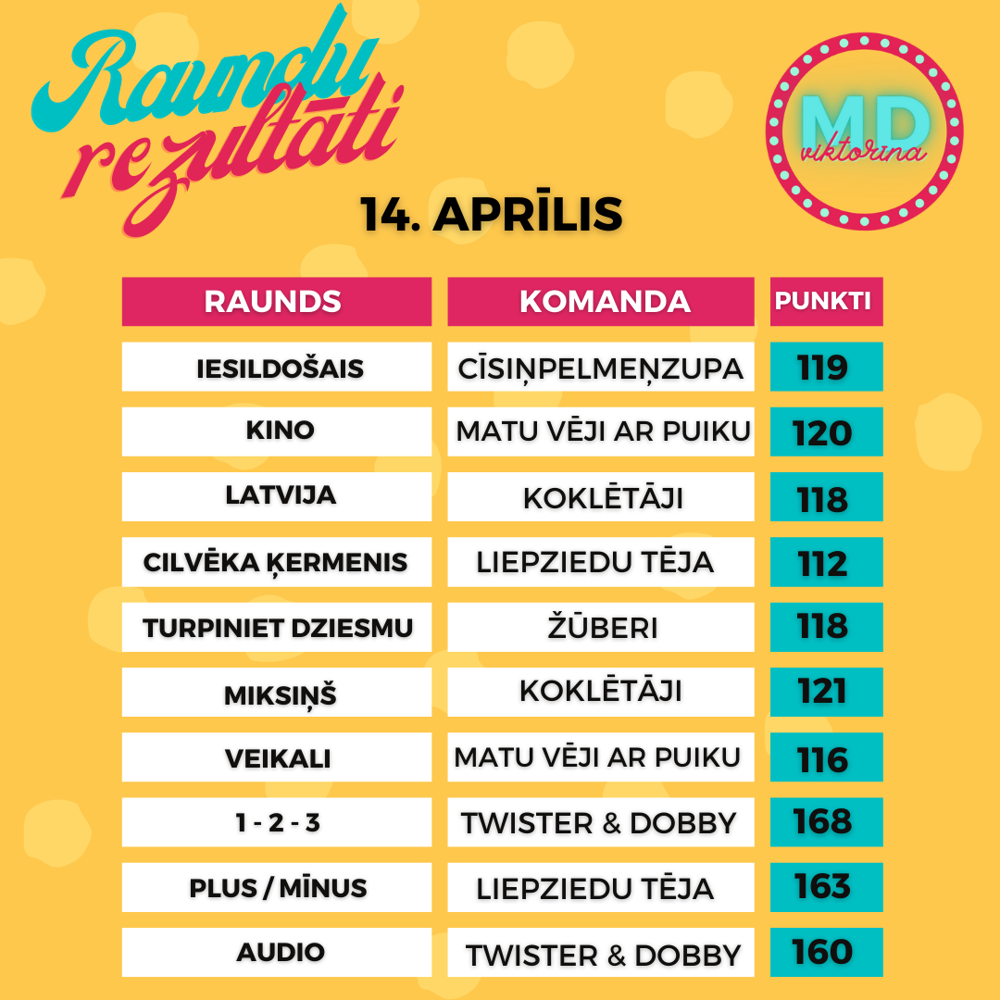 Raundu
rezultāti
MD
viktorīna
14. APRĪLIS
RAUNDS KOMANDA PUNKTI
IESILDOŠAIS CĪSIŅPELMEŅZUPA 119
KINO MATU VĒJI AR PUIKU 120
LATVIJA KOKLĒTĀJI 118
CILVĒKA ĶERMENIS LIEPZIEDU TĒJA 112
TURPINIET DZIESMU ŽŪBERI 118
MIKSIŅŠ KOKLĒTĀJI 121
VEIKALI MATU VĒJI AR PUIKU 116
1 - 2 - 3 TWISTER & DOBBY 168
PLUS / MĪNUS LIEPZIEDU TĒJA 163
AUDIO TWISTER & DOBBY 160